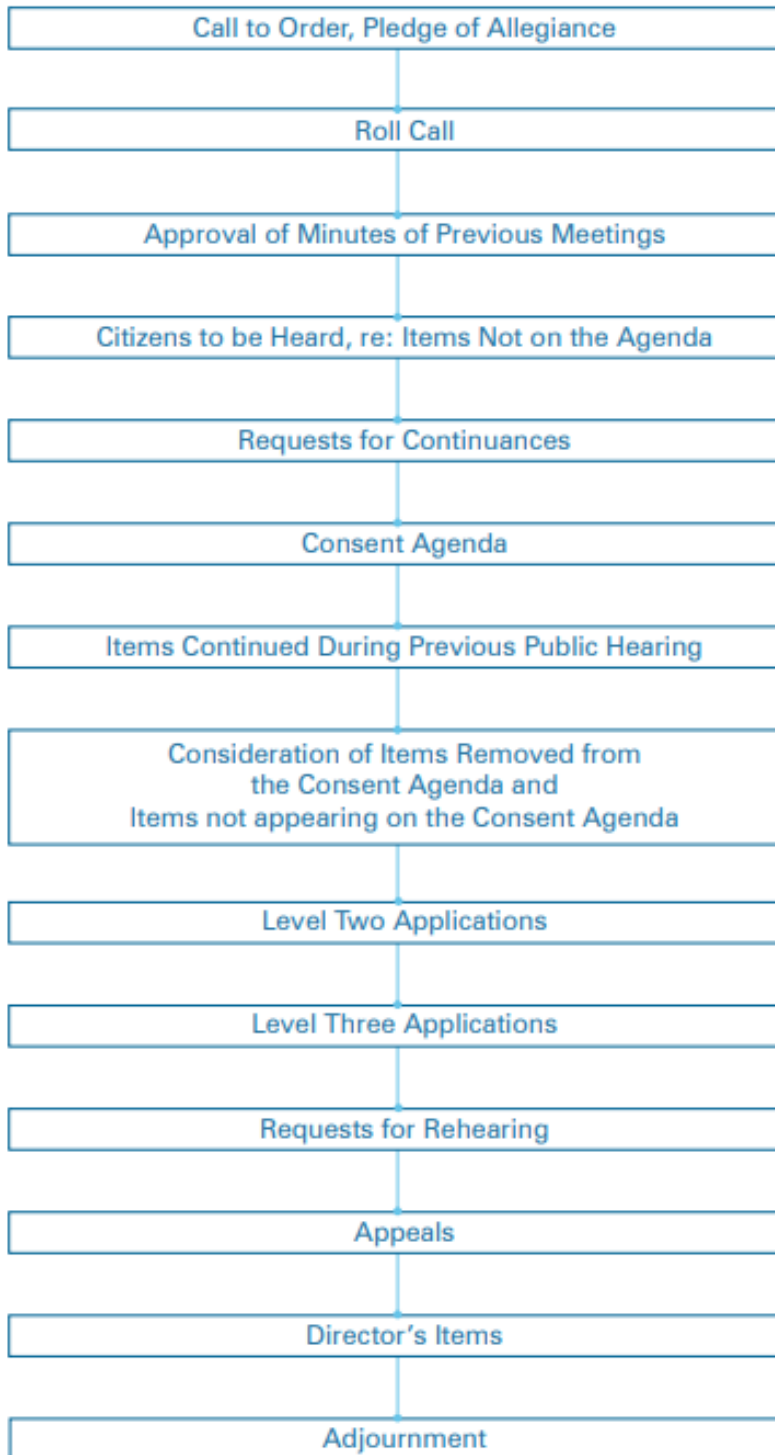 Call to Order, Pledge of Allegiance
Roll Call
Approval of Minutes of Previous Meetings
Citizens to be Heard, re: Items Not on the Agenda
Requests for Continuances
Consent Agenda
Items Continued During Previous Public Hearing
Consideration of Items Removed from
the Consent Agenda and
Items not appearing on the Consent Agenda
Level Two Applications
Level Three Applications
Requests for Rehearing
Appeals
Director’s Items
Adjournment